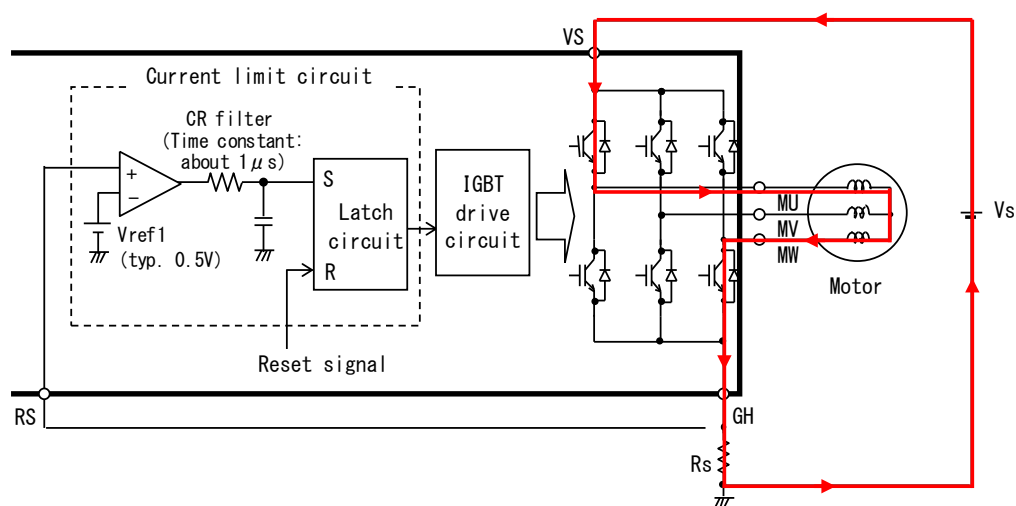 VS
Current limit circuit
CR filter
(Time constant:
about 1μs)
+
−
Vref1
(typ. 0.5V)
S
Latch
circuit
R
IGBT
drive
circuit
Reset signal
MU
MV
MW
Motor
Vs
RS
GH
Rs